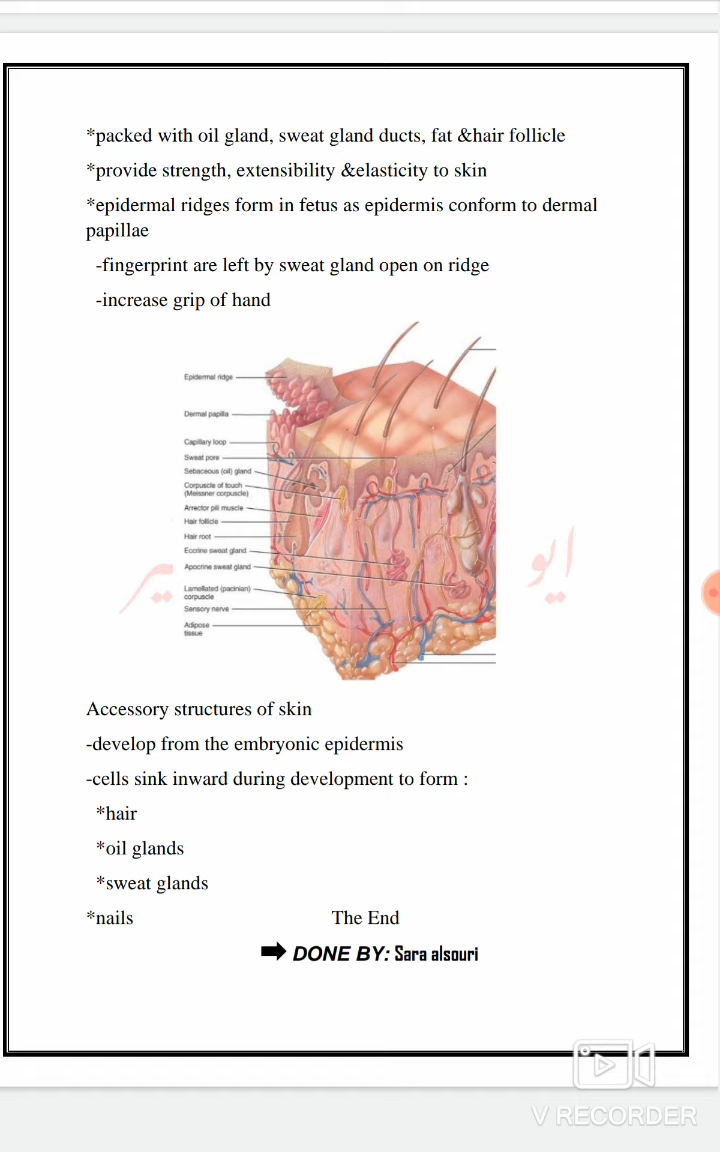 *packed with oil gland, sweat gland ducts, fat &hair follicle
*provide strength, extensibility &elasticity to skin
*epidermal ridges form in fetus as epidermis conform to dermal
papillae
-fingerprint are left by sweat gland open on ridge
-increase grip of hand
Epidermal ridge
Dermal papilla
Capillary loop
Sweat pore
Sebaceous (oil) gland
Corpuscle of touch
(Meissner corpuscle)
Arrector pili muscle
Hair follicle
Hair root
Eccrine sweat gland
Apocrine sweat gland
Lamellated (pacinian)
corpuscle
Sensory nerve
Adipose
tissue
Accessory structures of skin
-develop from the embryonic epidermis
-cells sink inward during development to form :
*hair
*oil glands
*sweat glands
*nails The End
DONE BY: Sara alsouri
V RECORDER